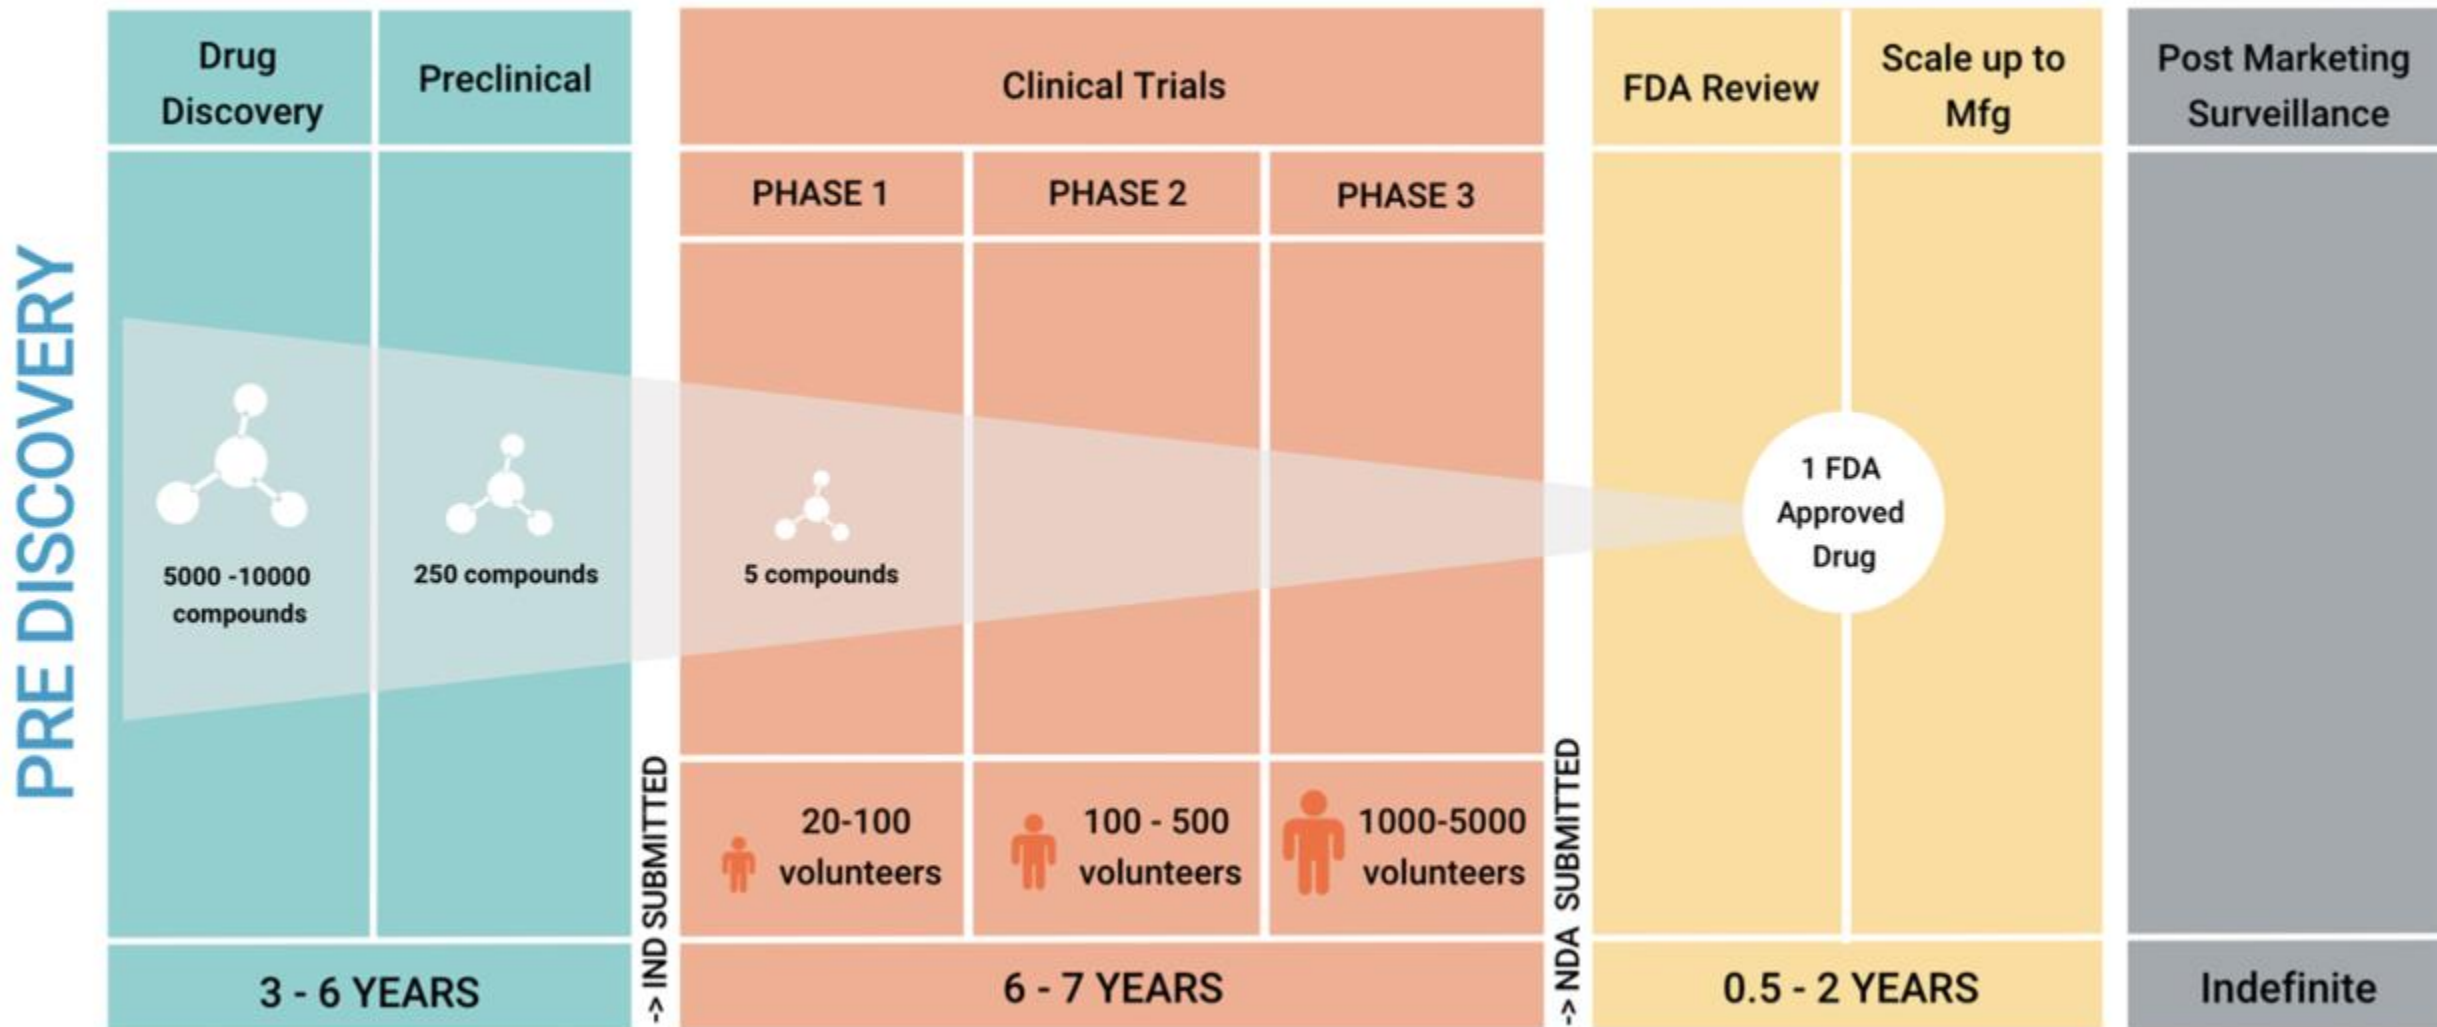 PRE DISCOVERY
Drug
Discovery
Preclinical
Clinical Trials
FDA Review
Scale up to
Mfg
Post Marketing
Surveillance
PHASE 1
PHASE 2
PHASE 3
5000 -10000
compounds
250 compounds
5 compounds
1 FDA
Approved
Drug
20-100
volunteers
100 - 500
volunteers
1000-5000
volunteers
-> IND SUBMITTED
-> NDA SUBMITTED
3 - 6 YEARS
6 - 7 YEARS
0.5 - 2 YEARS
Indefinite